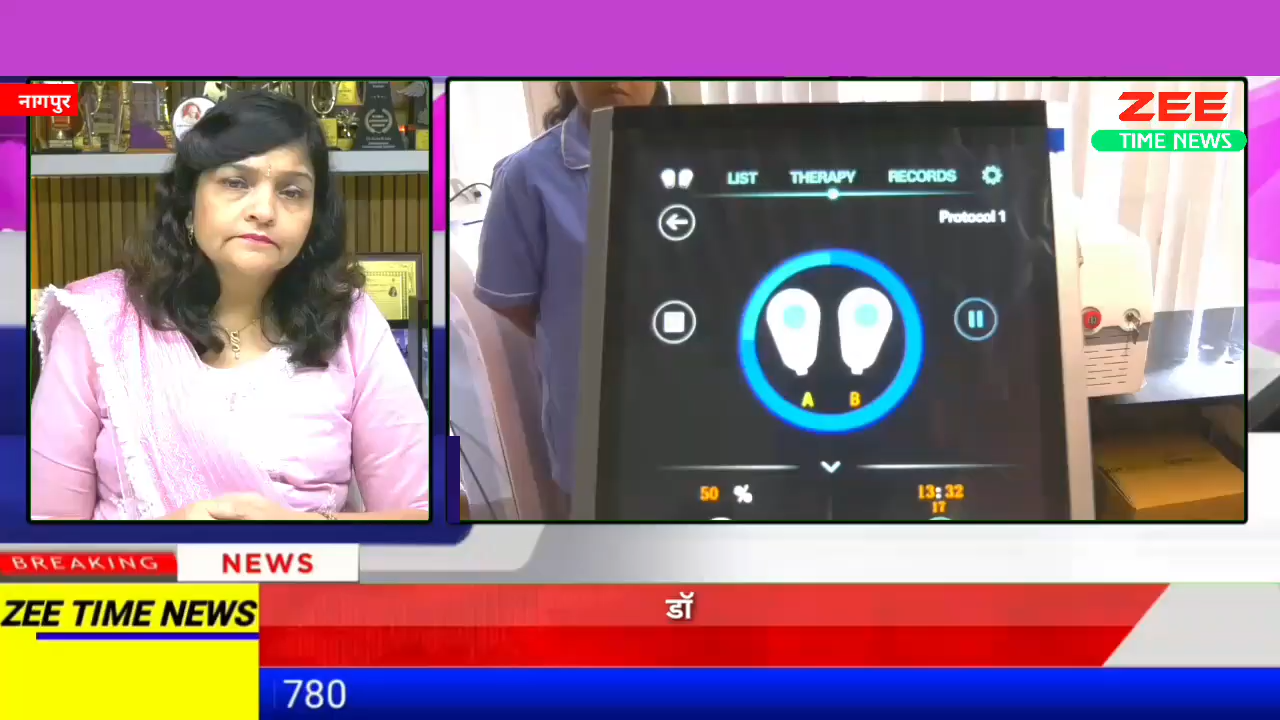 नागपुर
ZEE
TIME NEWS
LIST THERAPY RECORDS
Protocol 1
A B
50 %
13:32
17
BREAKING
NEWS
ZEE TIME NEWS
डॉ
780